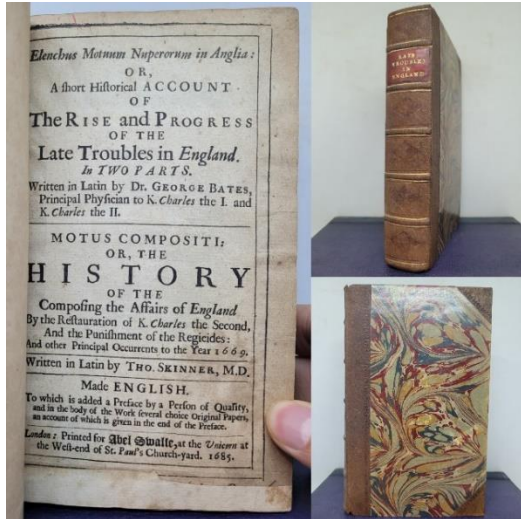 Elenchus Motuum Nuperorum in Anglia:
OR,
A ſhort Hiſtorical ACCOUNT
OF
The RISE and PROGRESS
OF THE
Late Troubles in England.
In TWO PARTS.
Written in Latin by Dr. GEORGE BATES,
Principal Phyſician to K. Charles the I. and
K. Charles the II.
MOTUS COMPOSITI:
OR, THE
HISTORY
OF THE
Compoſing the Affairs of England
By the Reſtauration of K. Charles the Second,
And the Puniſhment of the Regicides:
And other Principal Occurrents to the Year 1669.
Written in Latin by THO. SKINNER, M.D.
Made ENGLISH.
To which is added a Preface by a Perſon of Quality,
and in the body of the Work ſeveral choice Original Papers,
an account of which is given in the end of the Preface.
London: Printed for Abel Swalle, at the Unicorn at
the Weſt-end of St. Paul's Church-yard. 1685.
LATE
TROUBLES
IN
ENGLAND